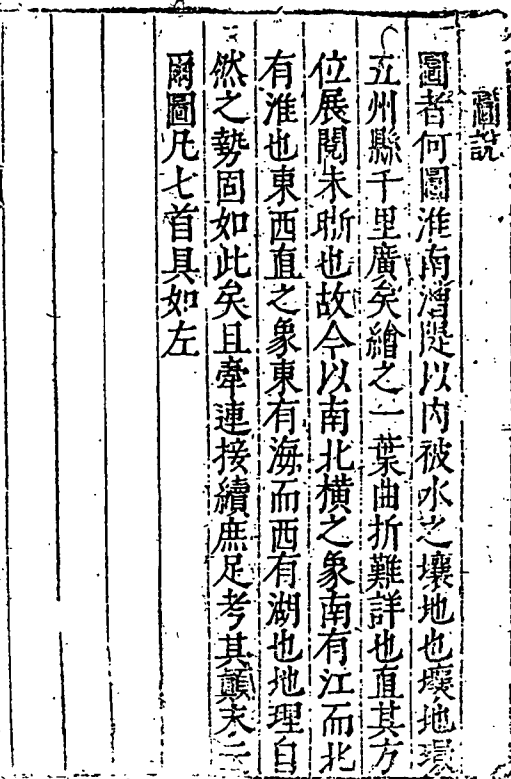 圖說
圖者何圖淮南漕隄以內被水之壤地也壤地環
五州縣千里廣矣繪之一葉曲折難詳也直其方
位展閱未晰也故今以南北橫之象南有江而北
有淮也東西直之象東有海而西有湖也地理自
然之勢固如此矣且牽連接續庶足考其顛末云
爾圖凡七首具如左